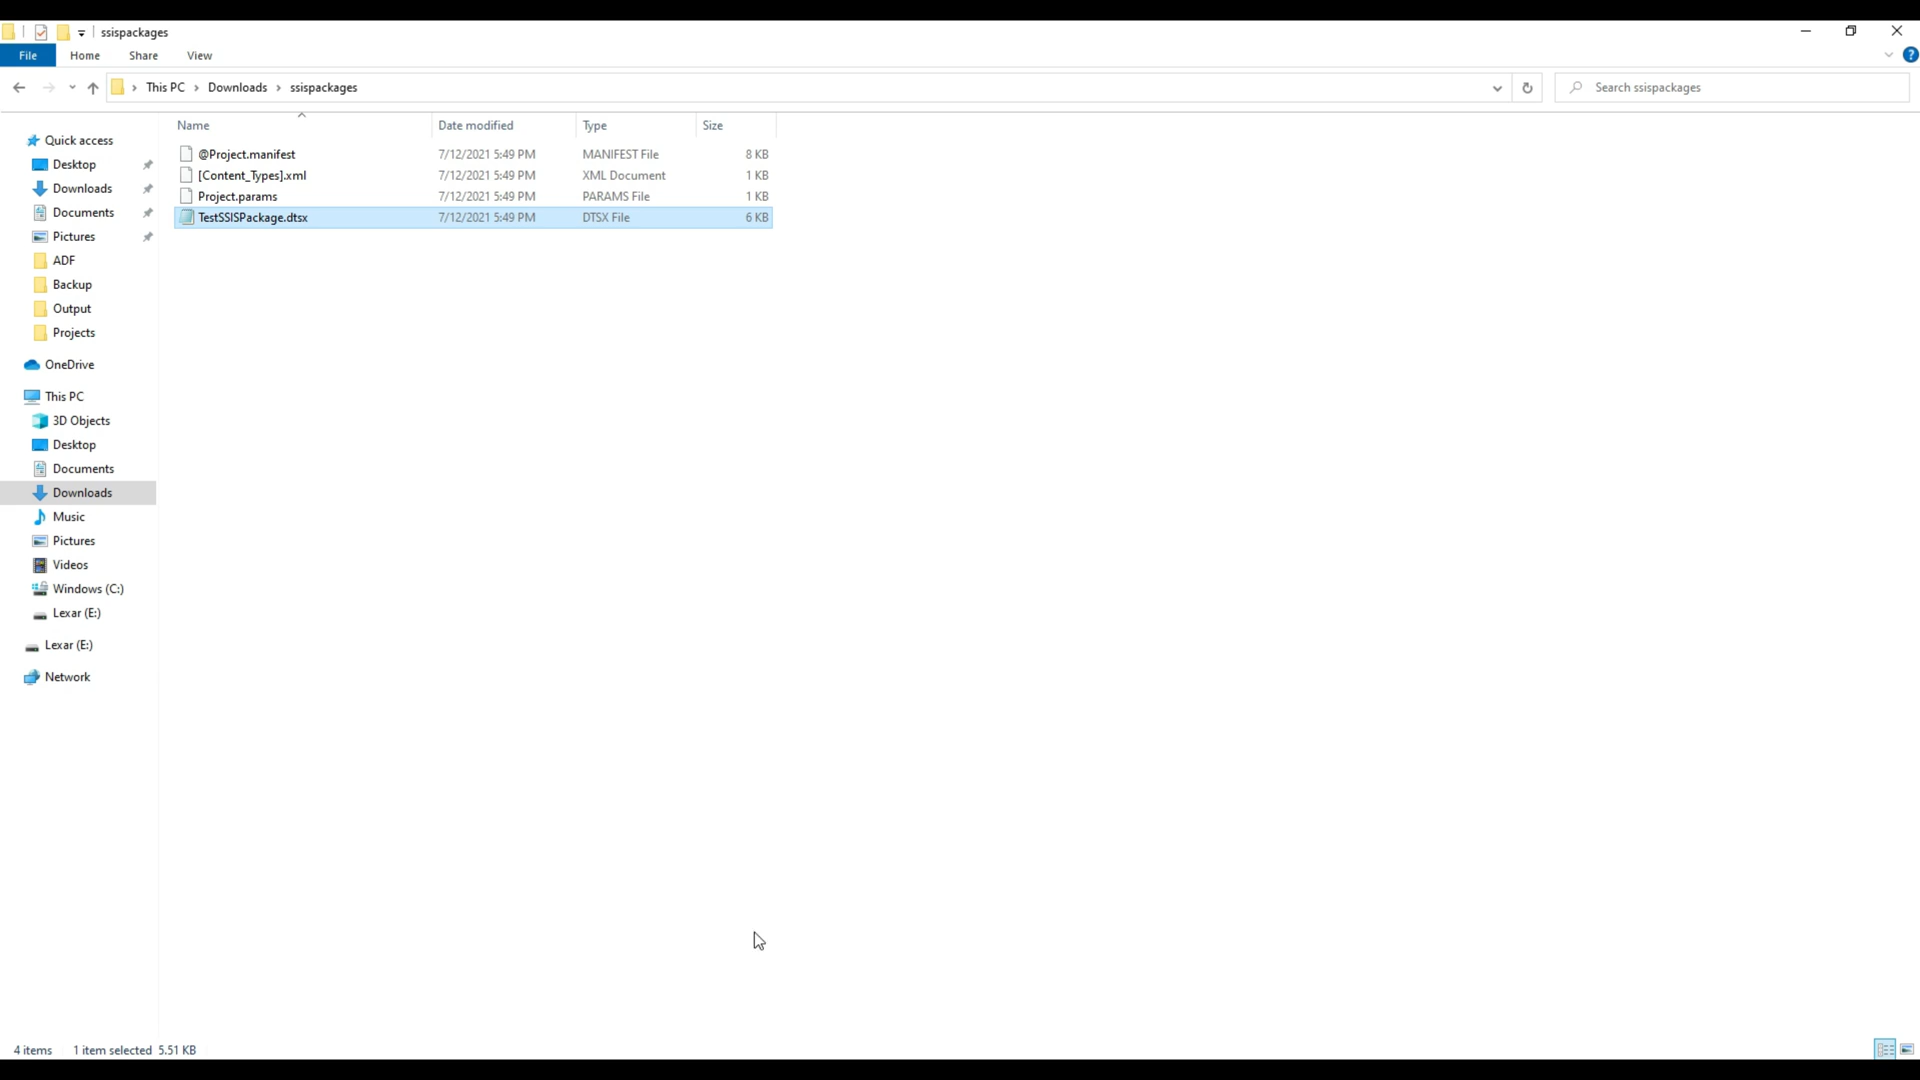 ssispackages
File Home Share View
This PC Downloads ssispackages
Search ssispackages
Name Date modified Type Size
@Project.manifest 7/12/2021 5:49 PM MANIFEST File 8 KB
[Content_Types].xml 7/12/2021 5:49 PM XML Document 1 KB
Project.params 7/12/2021 5:49 PM PARAMS File 1 KB
TestSSISPackage.dtsx 7/12/2021 5:49 PM DTSX File 6 KB
Quick access
Desktop
Downloads
Documents
Pictures
ADF
Backup
Output
Projects
OneDrive
This PC
3D Objects
Desktop
Documents
Downloads
Music
Pictures
Videos
Windows (C:)
Lexar (E:)
Lexar (E:)
Network
4 items 1 item selected 5.51 KB